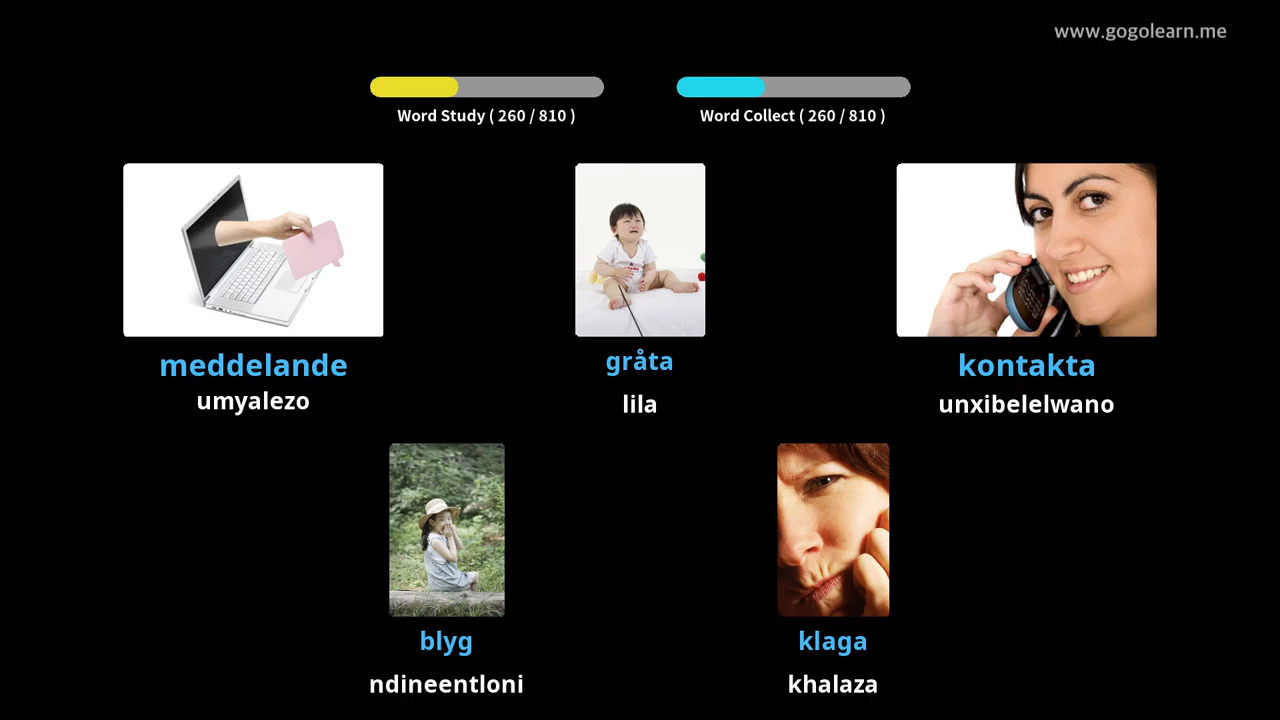 www.gogolearn.me
Word Study ( 260 / 810 )
Word Collect ( 260 / 810 )
meddelande
umyalezo
gråta
lila
kontakta
unxibelelwano
blyg
ndineentloni
klaga
khalaza